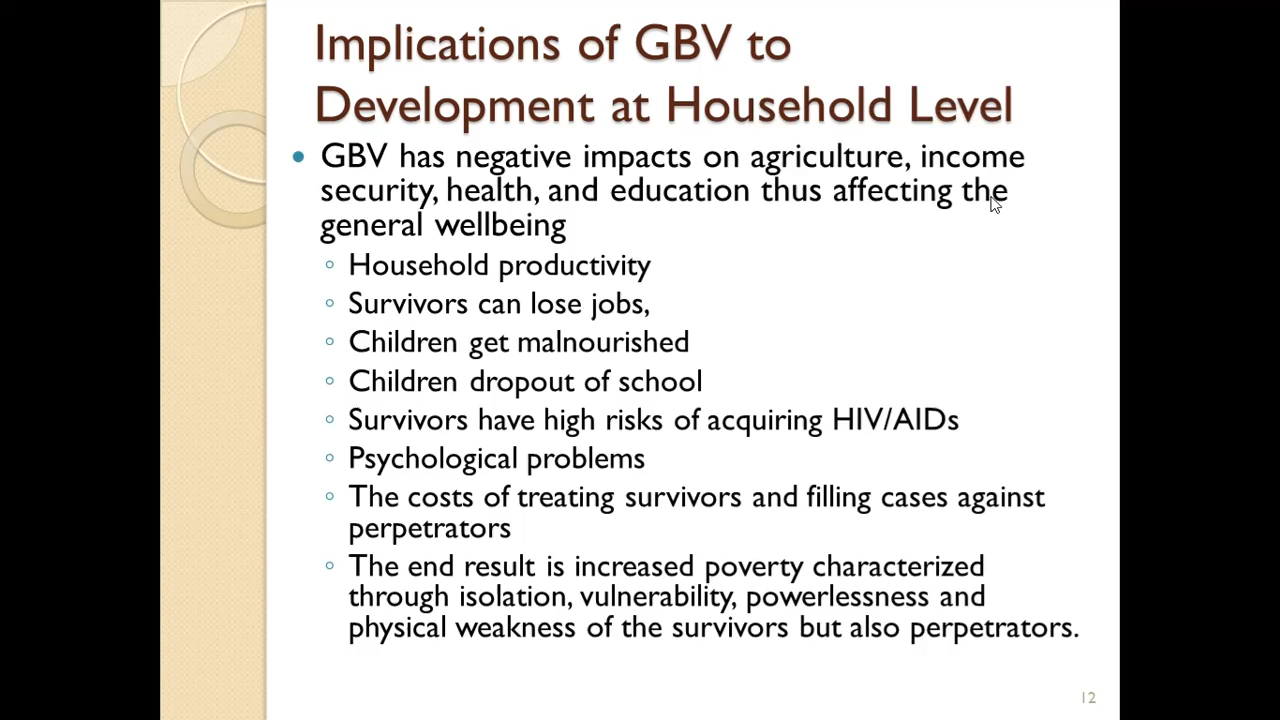 Implications of GBV to
Development at Household Level
• GBV has negative impacts on agriculture, income
security, health, and education thus affecting the
general wellbeing
◦ Household productivity
◦ Survivors can lose jobs,
◦ Children get malnourished
◦ Children dropout of school
◦ Survivors have high risks of acquiring HIV/AIDs
◦ Psychological problems
◦ The costs of treating survivors and filling cases against
perpetrators
◦ The end result is increased poverty characterized
through isolation, vulnerability, powerlessness and
physical weakness of the survivors but also perpetrators.
12